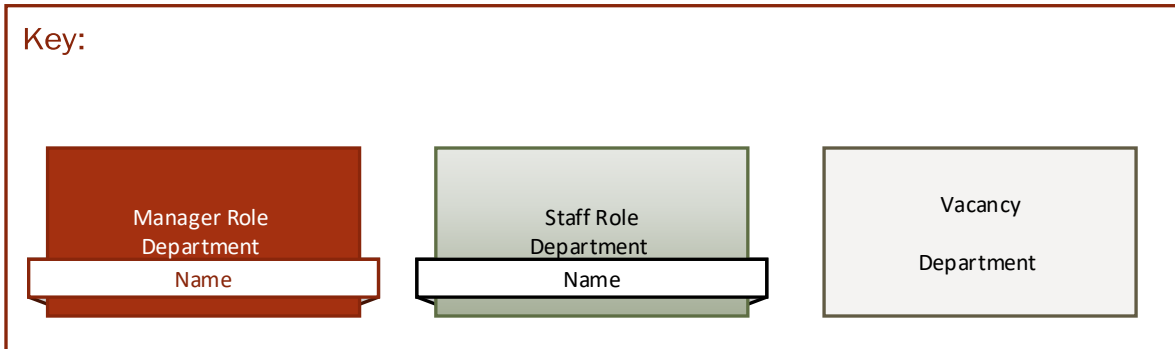 Key:
Manager Role
Department
Name
Staff Role
Department
Name
Vacancy
Department